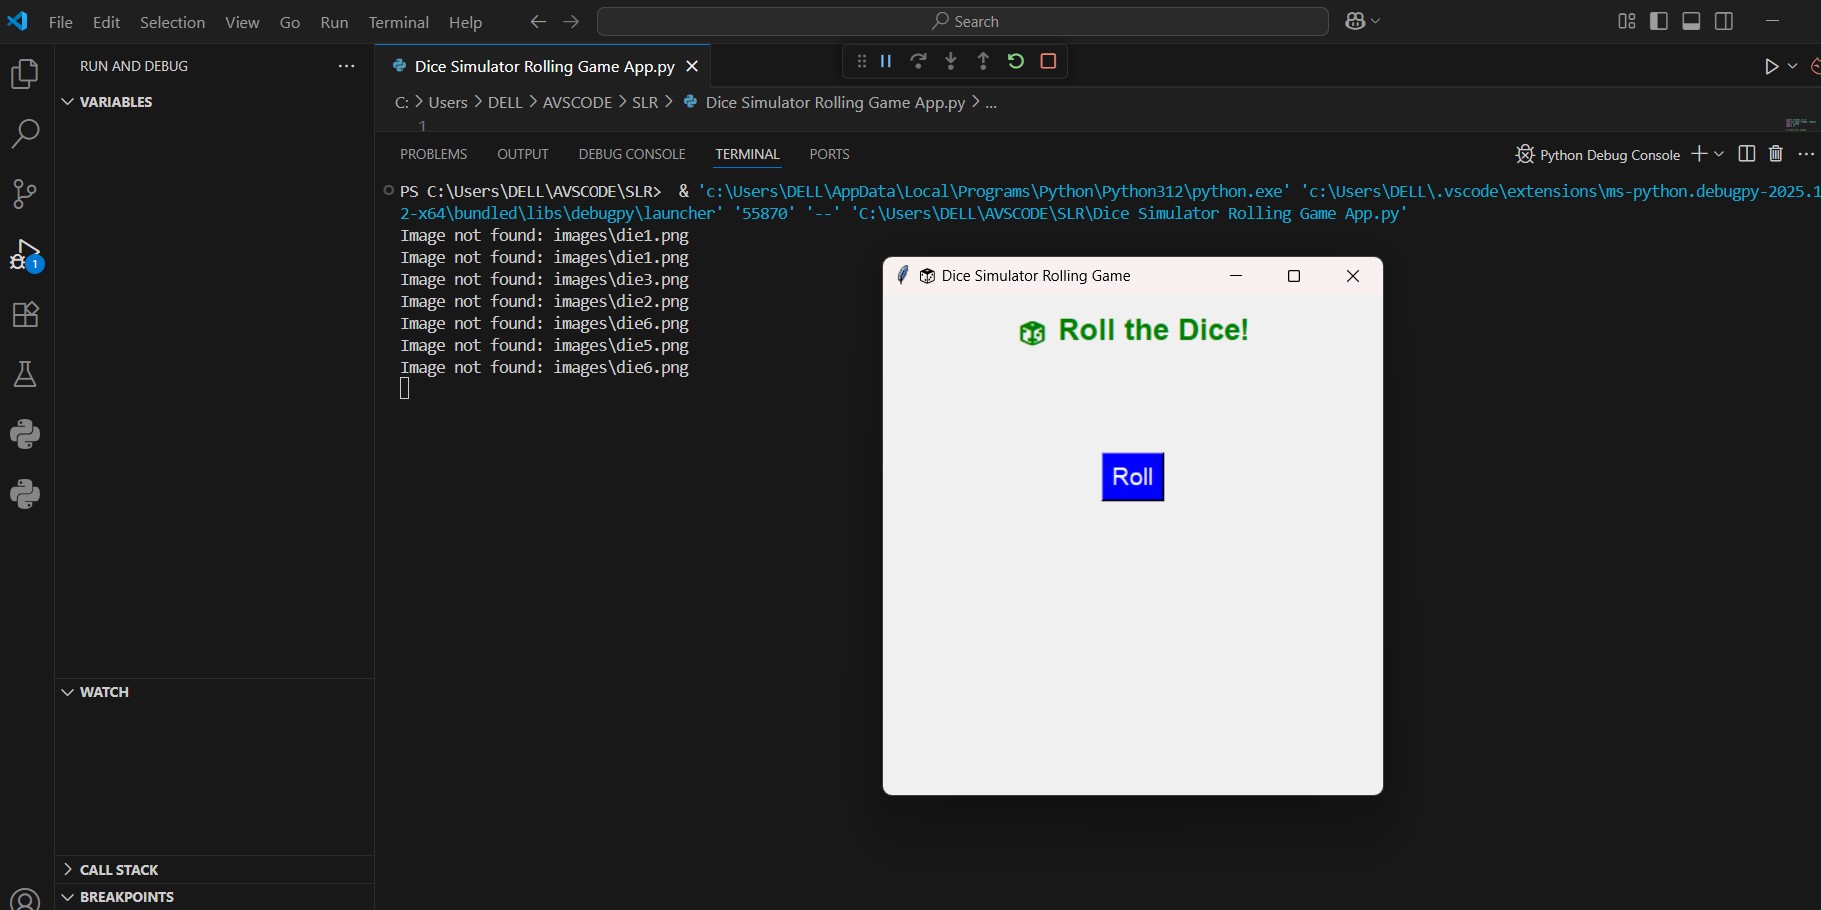 File Edit Selection View Go Run Terminal Help Search
RUN AND DEBUG
VARIABLES
Dice Simulator Rolling Game App.py
C: > Users > DELL > AVSCODE > SLR > Dice Simulator Rolling Game App.py > ...
1
PROBLEMS OUTPUT DEBUG CONSOLE TERMINAL PORTS Python Debug Console
PS C:\Users\DELL\AVSCODE\SLR>  & 'c:\Users\DELL\AppData\Local\Programs\Python\Python312\python.exe' 'c:\Users\DELL\.vscode\extensions\ms-python.debugpy-2025.1
2-x64\bundled\libs\debugpy\launcher' '55870' '--' 'C:\Users\DELL\AVSCODE\SLR\Dice Simulator Rolling Game App.py'
Image not found: images\die1.png
Image not found: images\die1.png
Image not found: images\die3.png
Image not found: images\die2.png
Image not found: images\die6.png
Image not found: images\die5.png
Image not found: images\die6.png
Dice Simulator Rolling Game
Roll the Dice!
Roll
1
WATCH
CALL STACK
BREAKPOINTS